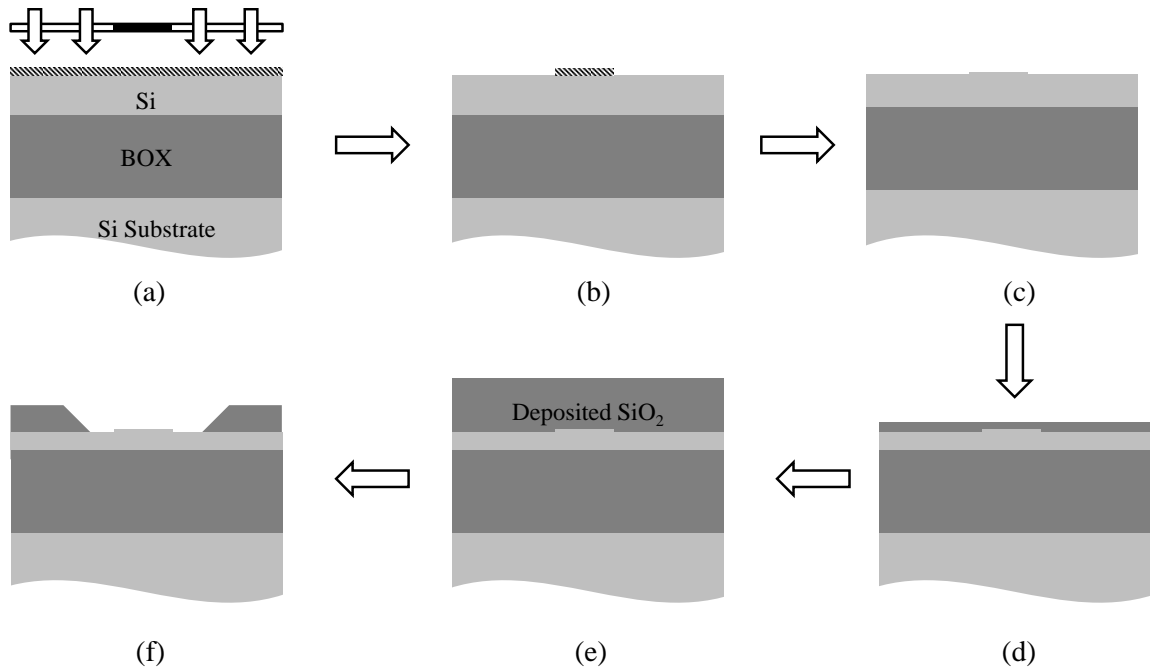 Si
BOX
Si Substrate
(a)
(b)
(c)
Deposited SiO₂
(f)
(e)
(d)